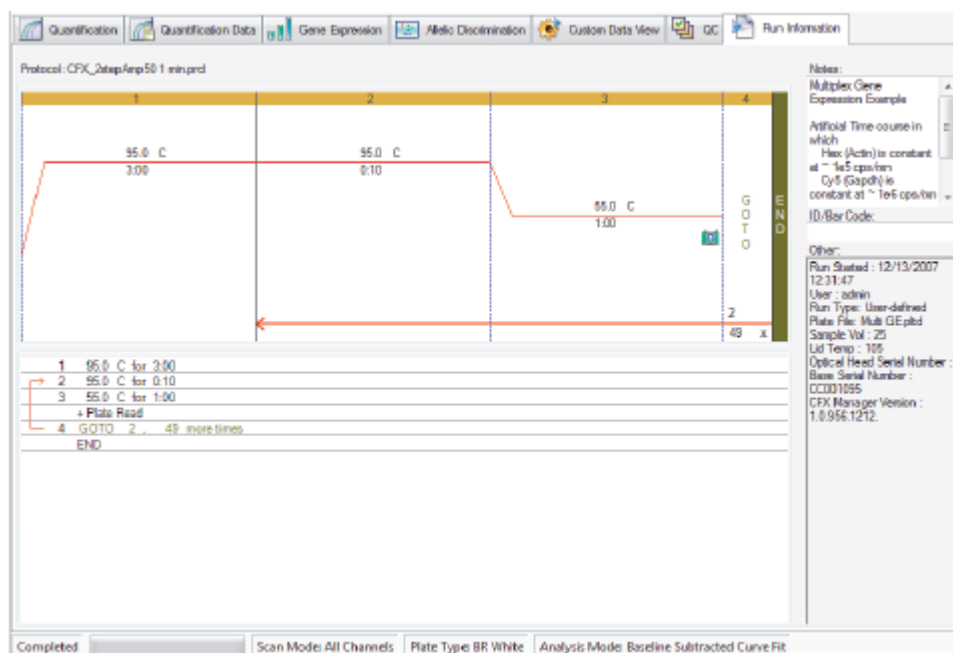 Quantification Quantification Data Gene Expression Allelic Discrimination Custom Data View QC Run Information
Protocol: CFX_2stepAmp50 1 min.prcl
1 2 3 4
95.0 C
3:00
95.0 C
0:10
55.0 C
1:00
GOTO
END
2
49 x
1 95.0 C for 3:00
2 95.0 C for 0:10
3 55.0 C for 1:00
+ Plate Read
4 GOTO 2 , 49 more times
END
Notes:
Multiplex Gene
Expression Example
Artificial Time course in
which
Hex (Actin) is constant
at ~ 1e5 cps/rxn
Cy5 (Gapdh) is
constant at ~ 1e6 cps/rxn
ID/Bar Code:
Other:
Run Started : 12/13/2007
12:31:47
User : admin
Run Type: User-defined
Plate File: Multi GE.pltd
Sample Vol : 25
Lid Temp : 105
Optical Head Serial Number :
Base Serial Number :
CC001095
CFX Manager Version :
1.0.956.1212.
Completed Scan Mode: All Channels Plate Type: BR White Analysis Mode: Baseline Subtracted Curve Fit